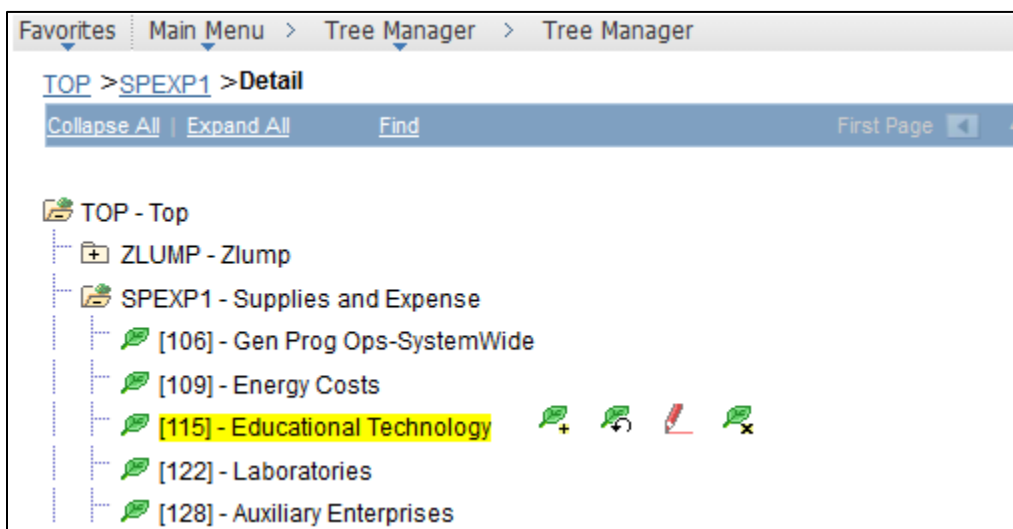 Favorites Main Menu > Tree Manager > Tree Manager
TOP >SPEXP1 >Detail
Collapse All | Expand All Find First Page
TOP - Top
ZLUMP - Zlump
SPEXP1 - Supplies and Expense
[106] - Gen Prog Ops-SystemWide
[109] - Energy Costs
[115] - Educational Technology
[122] - Laboratories
[128] - Auxiliary Enterprises